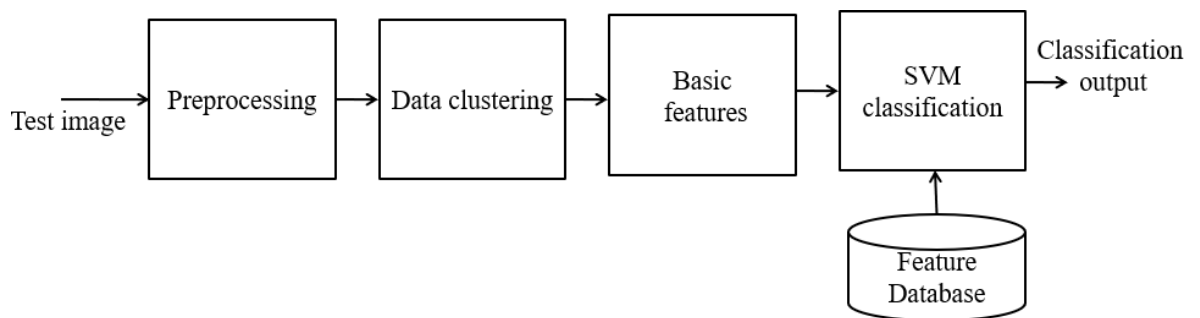 Test image
Preprocessing
Data clustering
Basic
features
SVM
classification
Classification
output
Feature
Database